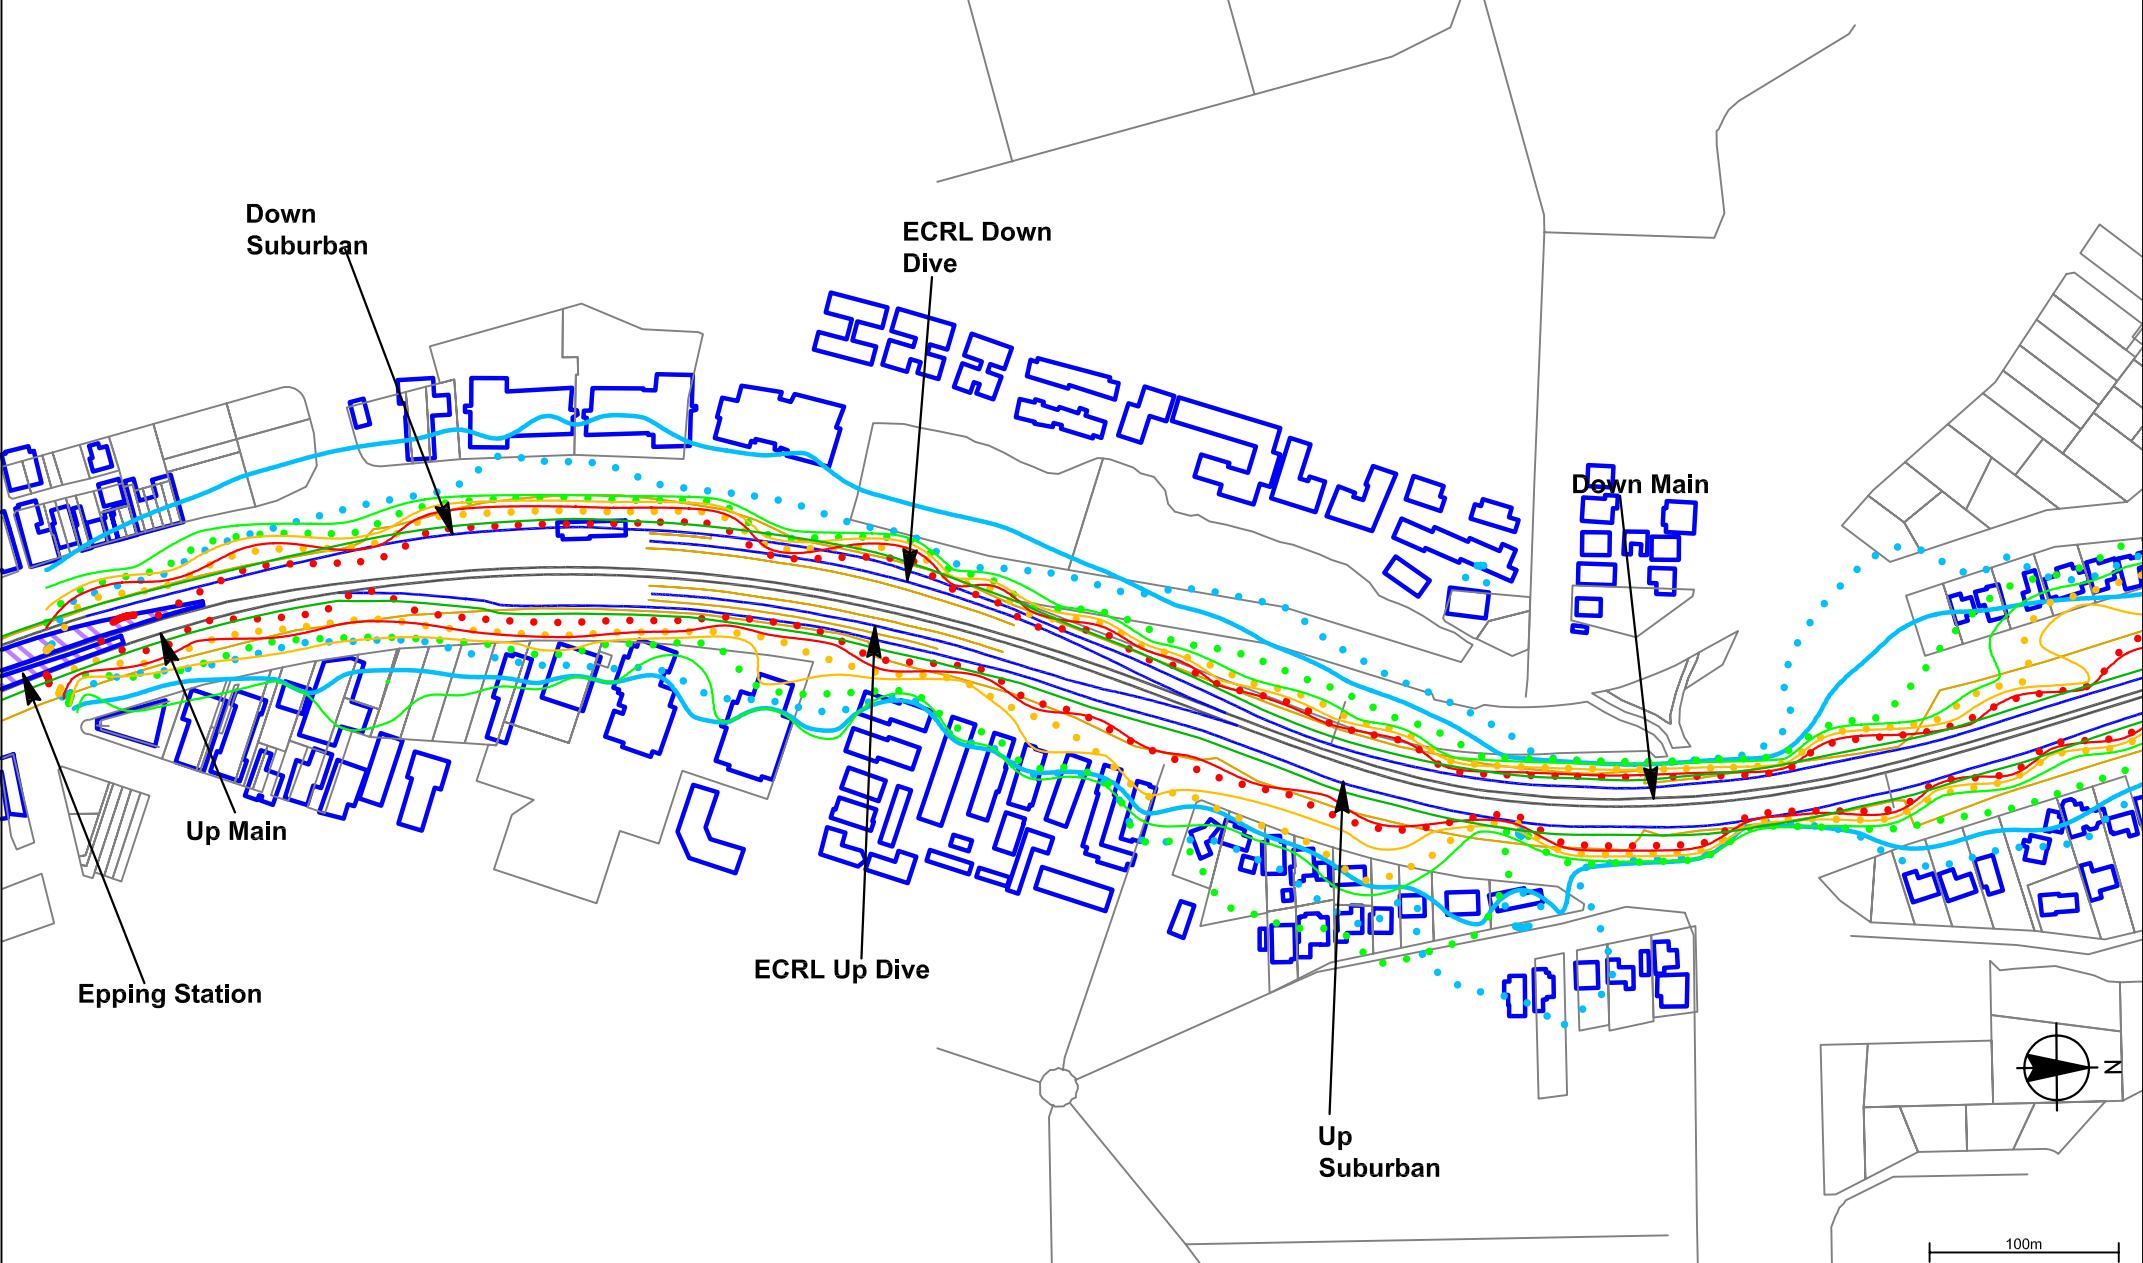 Down
Suburban
ECRL Down
Dive
Down Main
Up Main
ECRL Up Dive
Epping Station
Up
Suburban
N
100m